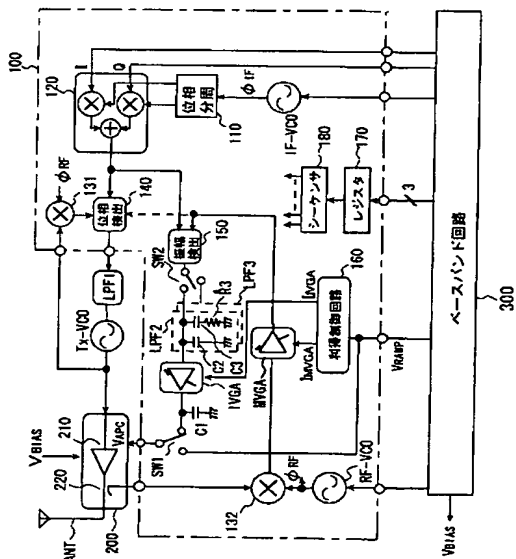 100
120
I
Q
位相分周
110
φIF
IF-VCO
φRF
131
位相検出
140
LPF1
Tx-VCO
振幅検出
150
SW2
シーケンサ
180
レジスタ
170
3
LPF2
LPF3
R3
C3
C2
IVGA
C1
SW1
MVGA
IIVGA
IMVGA
利得制御回路
160
VBIAS
VAPC
210
220
200
ANT
132
φRF
RF-VCO
VRAMP
ベースバンド回路
300
VBIAS